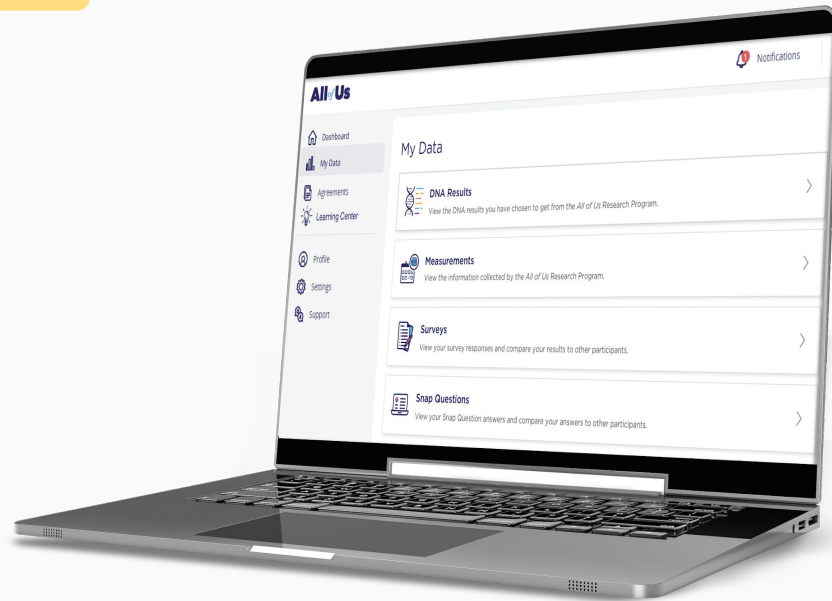 All of Us
Notifications
1
Dashboard
My Data
Agreements
Learning Center
Profile
Settings
Support
My Data
DNA Results
View the DNA results you have chosen to get from the All of Us Research Program.
Measurements
View the information collected by the All of Us Research Program.
Surveys
View your survey responses and compare your results to other participants.
Snap Questions
View your Snap Question answers and compare your answers to other participants.